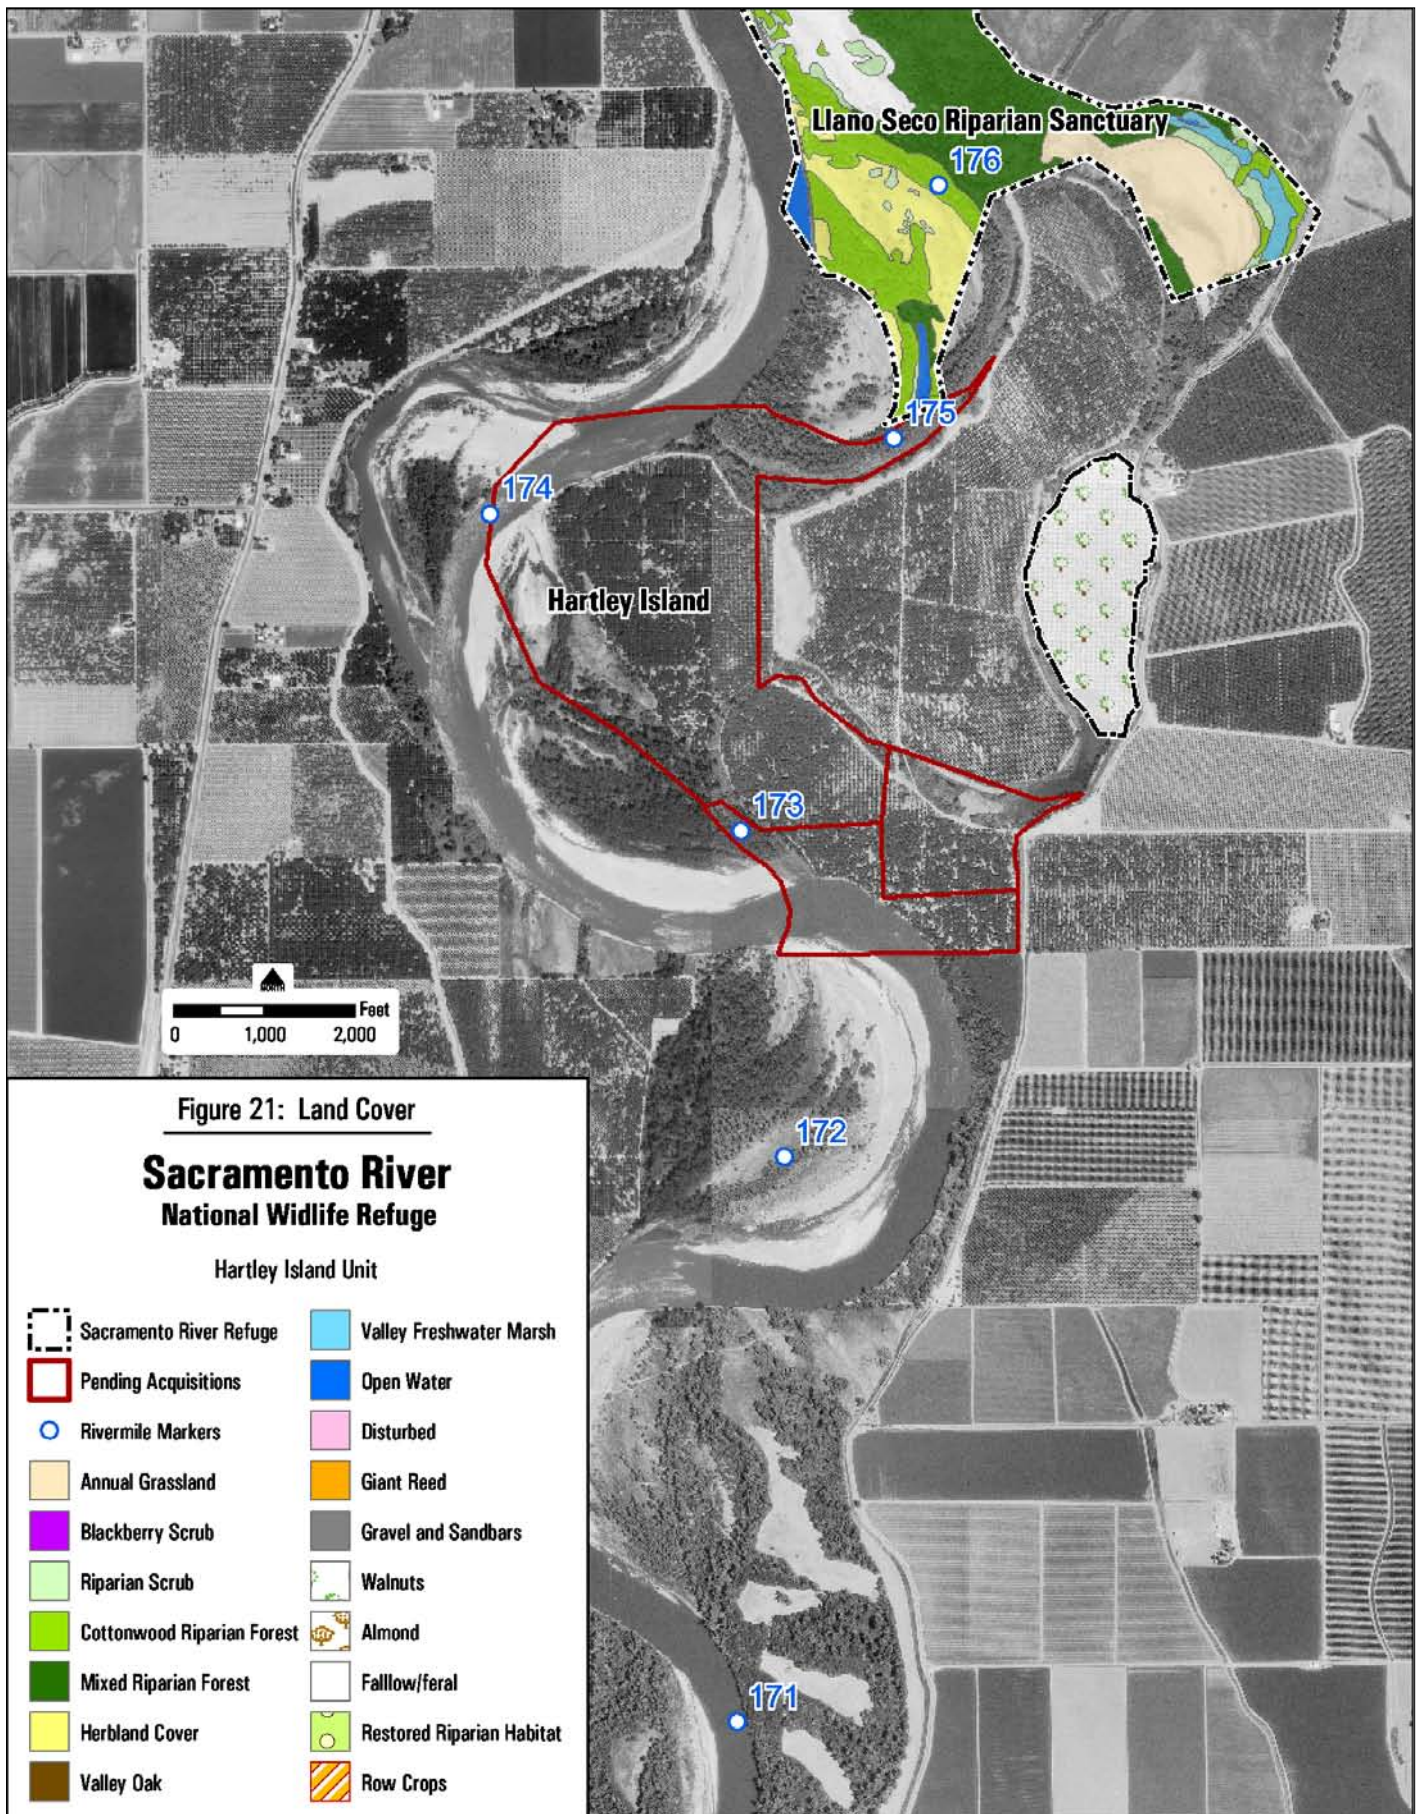 Llano Seco Riparian Sanctuary
176
175
174
Hartley Island
173
NORTH
Feet
0 1,000 2,000
172
171
Figure 21: Land Cover
Sacramento River
National Widlife Refuge
Hartley Island Unit
Sacramento River Refuge
Pending Acquisitions
Rivermile Markers
Annual Grassland
Blackberry Scrub
Riparian Scrub
Cottonwood Riparian Forest
Mixed Riparian Forest
Herbland Cover
Valley Oak
Valley Freshwater Marsh
Open Water
Disturbed
Giant Reed
Gravel and Sandbars
Walnuts
Almond
Falllow/feral
Restored Riparian Habitat
Row Crops